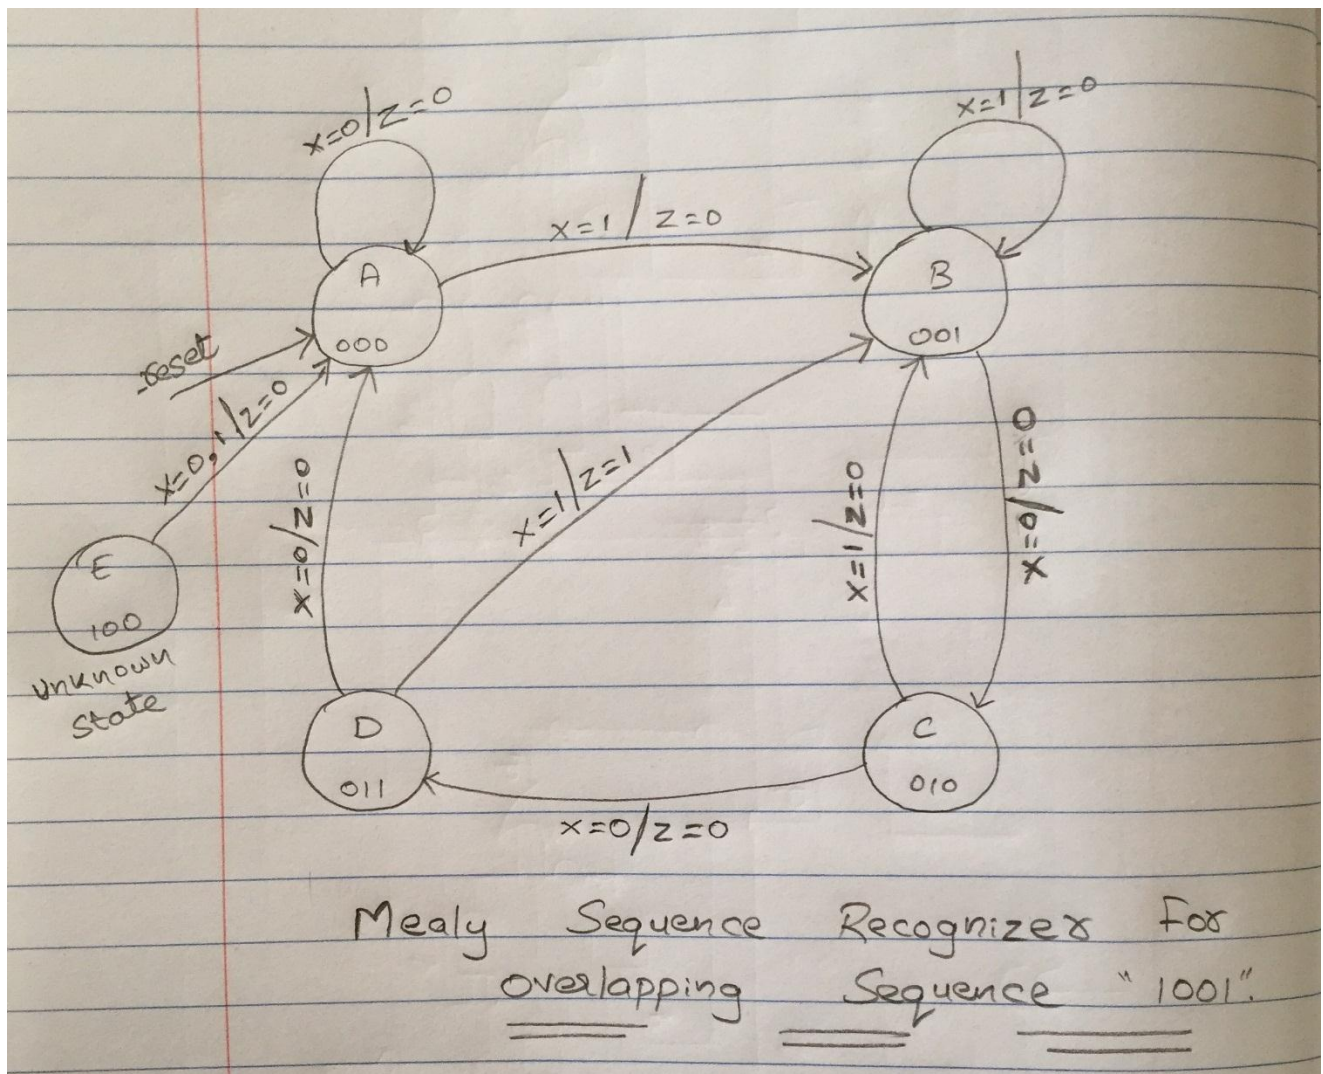 x=0/z=0
x=1/z=0
x=1/z=0
A
000
B
001
reset
x=0,1/z=0
x=0/z=0
x=1/z=1
x=1/z=0
x=0/z=0
E
100
unknown
state
D
011
C
010
x=0/z=0
Mealy Sequence Recognizer For
overlapping Sequence "1001".